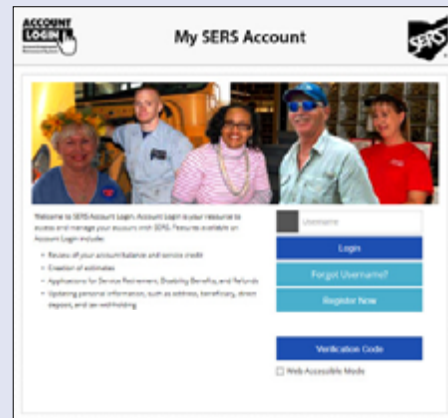 ACCOUNT
LOGIN
My SERS Account
SERS
Welcome to SERS Account Login. Account Login is your resource to
access and manage your account with SERS. Features available on
Account Login include:
• Review of your account balance and service credit
• Creation of estimates
• Applications for Service Retirement, Disability Benefits, and Refunds
• Updating personal information, such as address, beneficiary, direct
deposit, and tax withholding
Username
Login
Forgot Username?
Register Now
Verification Code
Web Accessible Mode